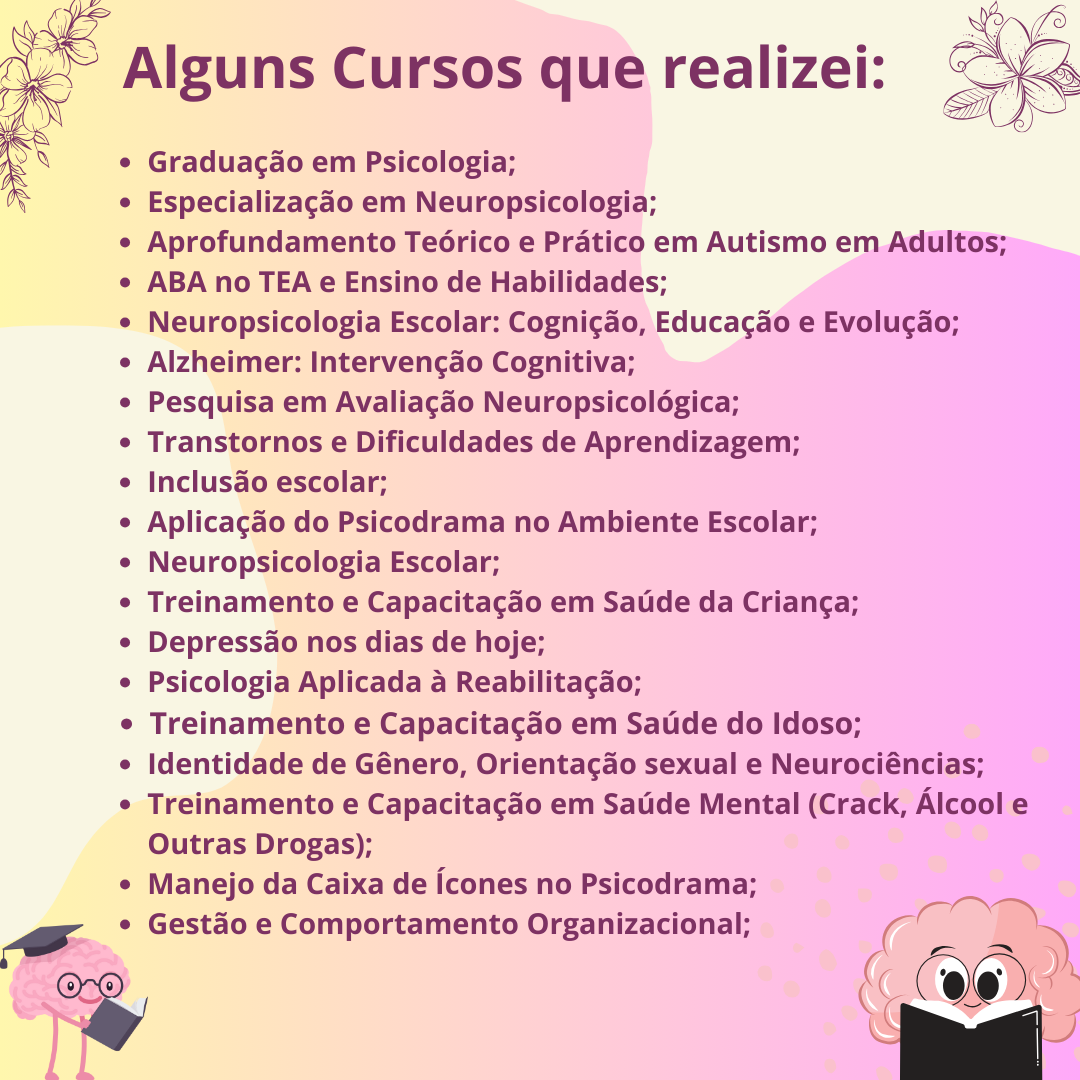 Alguns Cursos que realizei:
• Graduação em Psicologia;
• Especialização em Neuropsicologia;
• Aprofundamento Teórico e Prático em Autismo em Adultos;
• ABA no TEA e Ensino de Habilidades;
• Neuropsicologia Escolar: Cognição, Educação e Evolução;
• Alzheimer: Intervenção Cognitiva;
• Pesquisa em Avaliação Neuropsicológica;
• Transtornos e Dificuldades de Aprendizagem;
• Inclusão escolar;
• Aplicação do Psicodrama no Ambiente Escolar;
• Neuropsicologia Escolar;
• Treinamento e Capacitação em Saúde da Criança;
• Depressão nos dias de hoje;
• Psicologia Aplicada à Reabilitação;
• Treinamento e Capacitação em Saúde do Idoso;
• Identidade de Gênero, Orientação sexual e Neurociências;
• Treinamento e Capacitação em Saúde Mental (Crack, Álcool e
Outras Drogas);
• Manejo da Caixa de Ícones no Psicodrama;
• Gestão e Comportamento Organizacional;